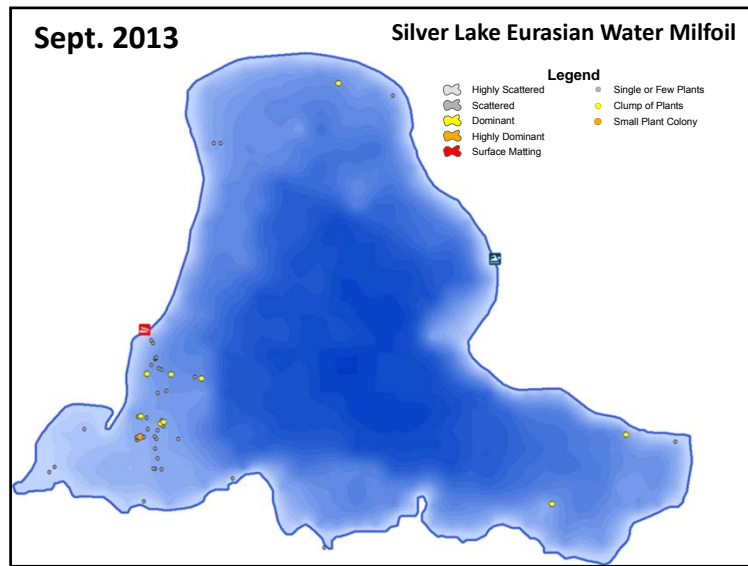 Sept. 2013
Silver Lake Eurasian Water Milfoil
Legend
Highly Scattered
Scattered
Dominant
Highly Dominant
Surface Matting
Single or Few Plants
Clump of Plants
Small Plant Colony